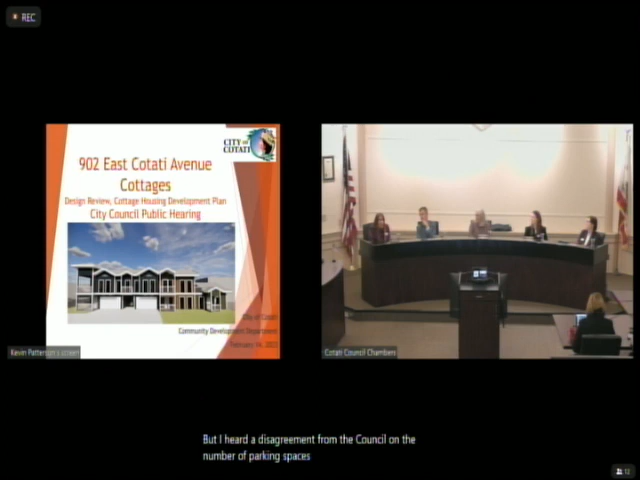 REC
CITY OF
COTATI
902 East Cotati Avenue
Cottages
Design Review, Cottage Housing Development Plan
City Council Public Hearing
City of Cotati
Community Development Department
Kevin Patterson's screen
Cotati Council Chambers
But I heard a disagreement from the Council on the
number of parking spaces
12